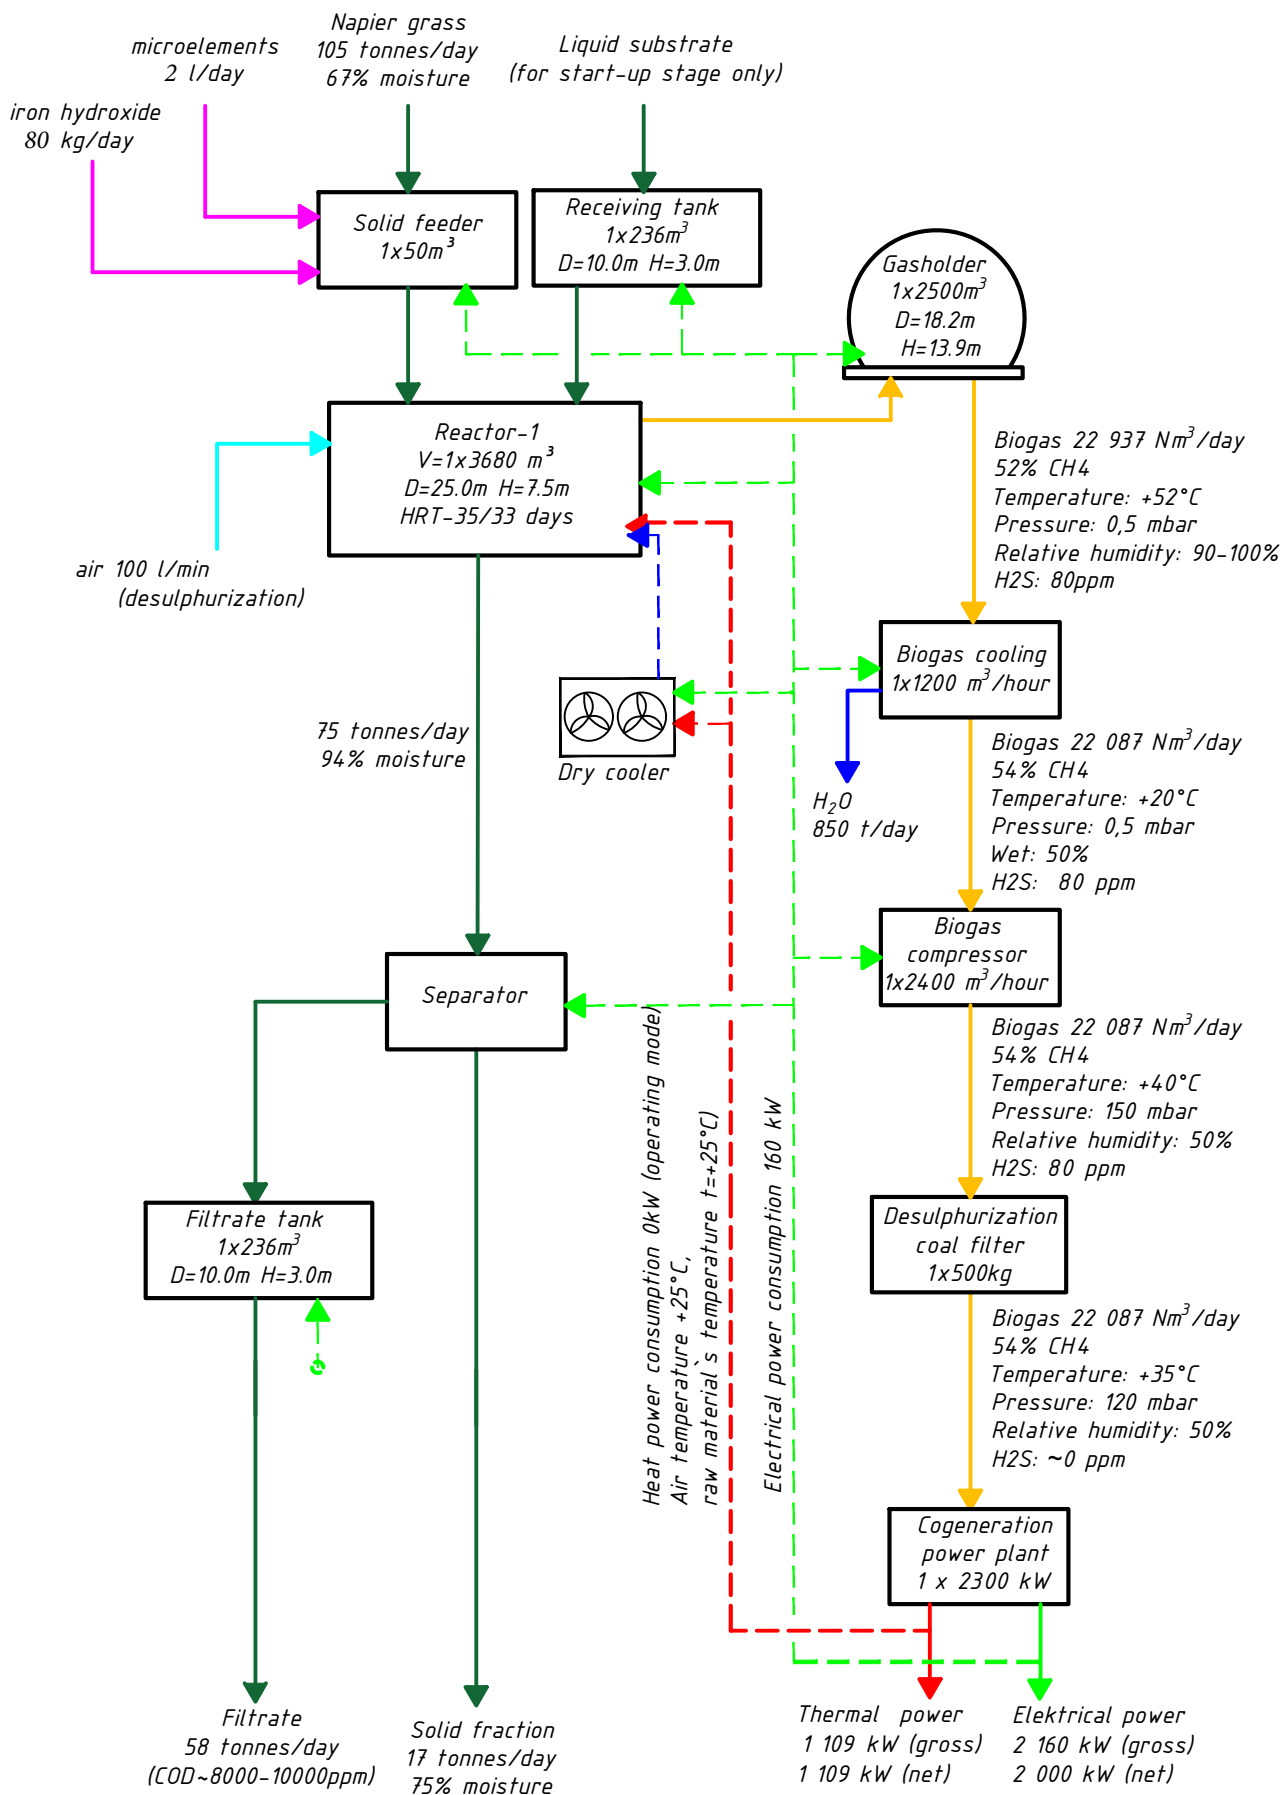 microelements
2 l/day
Napier grass
105 tonnes/day
67% moisture
Liquid substrate
(for start-up stage only)
iron hydroxide
80 kg/day
Solid feeder
1x50m³
Receiving tank
1x236m³
D=10.0m H=3.0m
Gasholder
1x2500m³
D=18.2m
H=13.9m
Reactor-1
V=1x3680 m³
D=25.0m H=7.5m
HRT-35/33 days
air 100 l/min
(desulphurization)
Biogas 22 937 Nm³/day
52% CH4
Temperature: +52°C
Pressure: 0,5 mbar
Relative humidity: 90-100%
H2S: 80ppm
Biogas cooling
1x1200 m³/hour
75 tonnes/day
94% moisture
Dry cooler
H₂O
850 t/day
Biogas 22 087 Nm³/day
54% CH4
Temperature: +20°C
Pressure: 0,5 mbar
Wet: 50%
H2S: 80 ppm
Biogas
compressor
1x2400 m³/hour
Separator
Biogas 22 087 Nm³/day
54% CH4
Temperature: +40°C
Pressure: 150 mbar
Relative humidity: 50%
H2S: 80 ppm
Heat power consumption 0kW (operating mode)
Air temperature +25°C,
raw material`s temperature t=+25°C)
Electrical power consumption 160 kW
Filtrate tank
1x236m³
D=10.0m H=3.0m
Desulphurization
coal filter
1x500kg
Biogas 22 087 Nm³/day
54% CH4
Temperature: +35°C
Pressure: 120 mbar
Relative humidity: 50%
H2S: ~0 ppm
Cogeneration
power plant
1 x 2300 kW
Filtrate
58 tonnes/day
(COD~8000-10000ppm)
Solid fraction
17 tonnes/day
75% moisture
Thermal power
1 109 kW (gross)
1 109 kW (net)
Elektrical power
2 160 kW (gross)
2 000 kW (net)